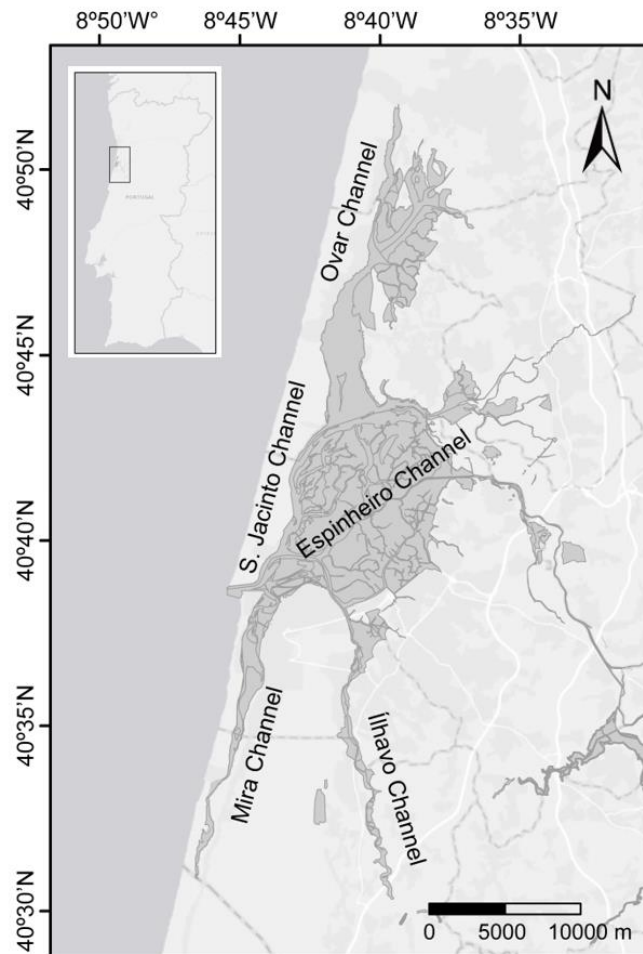 8°50'W°
8°45'W
8°40'W
8°35'W
N
40°50'N
PORTUGAL
Ovar Channel
40°45'N
S. Jacinto Channel
Espinheiro Channel
40°40'N
40°35'N
Mira Channel
Ílhavo Channel
40°30'N
0 5000 10000 m